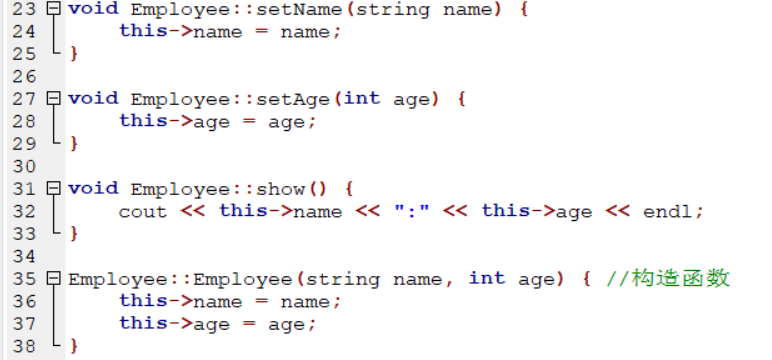 23 void Employee::setName(string name) {
24     this->name = name;
25 }
26
27 void Employee::setAge(int age) {
28     this->age = age;
29 }
30
31 void Employee::show() {
32     cout << this->name << ":" << this->age << endl;
33 }
34
35 Employee::Employee(string name, int age) { //构造函数
36     this->name = name;
37     this->age = age;
38 }